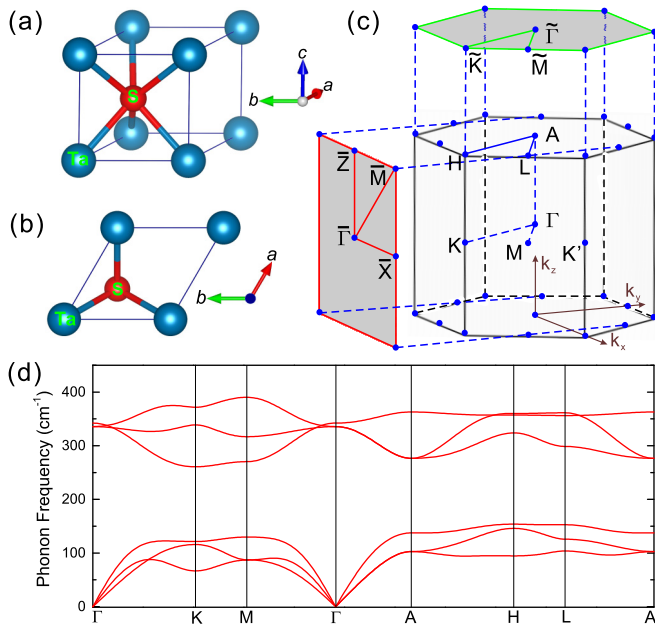 (a)
S
Ta
c
b
a
(b)
S
Ta
a
b
(c)
Γ̃
K̃
M̃
Z̅
M̅
Γ̅
X̅
A
H
L
Γ
K
M
K'
k_z
k_y
k_x
(d)
Phonon Frequency (cm⁻¹)
400
300
200
100
0
Γ K M Γ A H L A